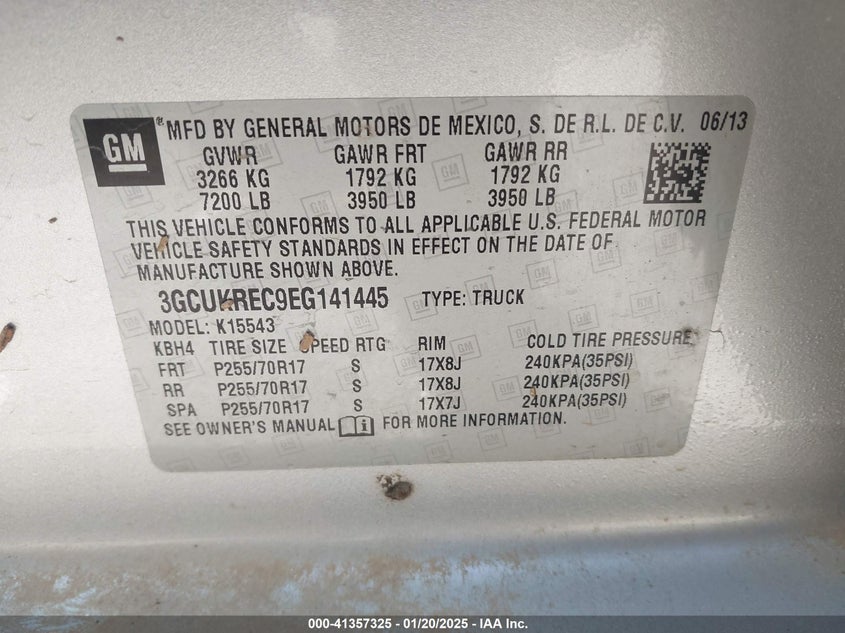 GM ® MFD BY GENERAL MOTORS DE MEXICO, S. DE R.L. DE C.V. 06/13
GVWR GAWR FRT GAWR RR
3266 KG 1792 KG 1792 KG
7200 LB 3950 LB 3950 LB
THIS VEHICLE CONFORMS TO ALL APPLICABLE U.S. FEDERAL MOTOR
VEHICLE SAFETY STANDARDS IN EFFECT ON THE DATE OF
MANUFACTURE SHOWN ABOVE.
3GCUKREC9EG141445 TYPE: TRUCK
MODEL: K15543
KBH4 TIRE SIZE SPEED RTG RIM COLD TIRE PRESSURE
FRT P255/70R17 S 17X8J 240KPA(35PSI)
RR P255/70R17 S 17X8J 240KPA(35PSI)
SPA P255/70R17 S 17X7J 240KPA(35PSI)
SEE OWNER'S MANUAL i FOR MORE INFORMATION.
000-41357325 - 01/20/2025 - IAA Inc.